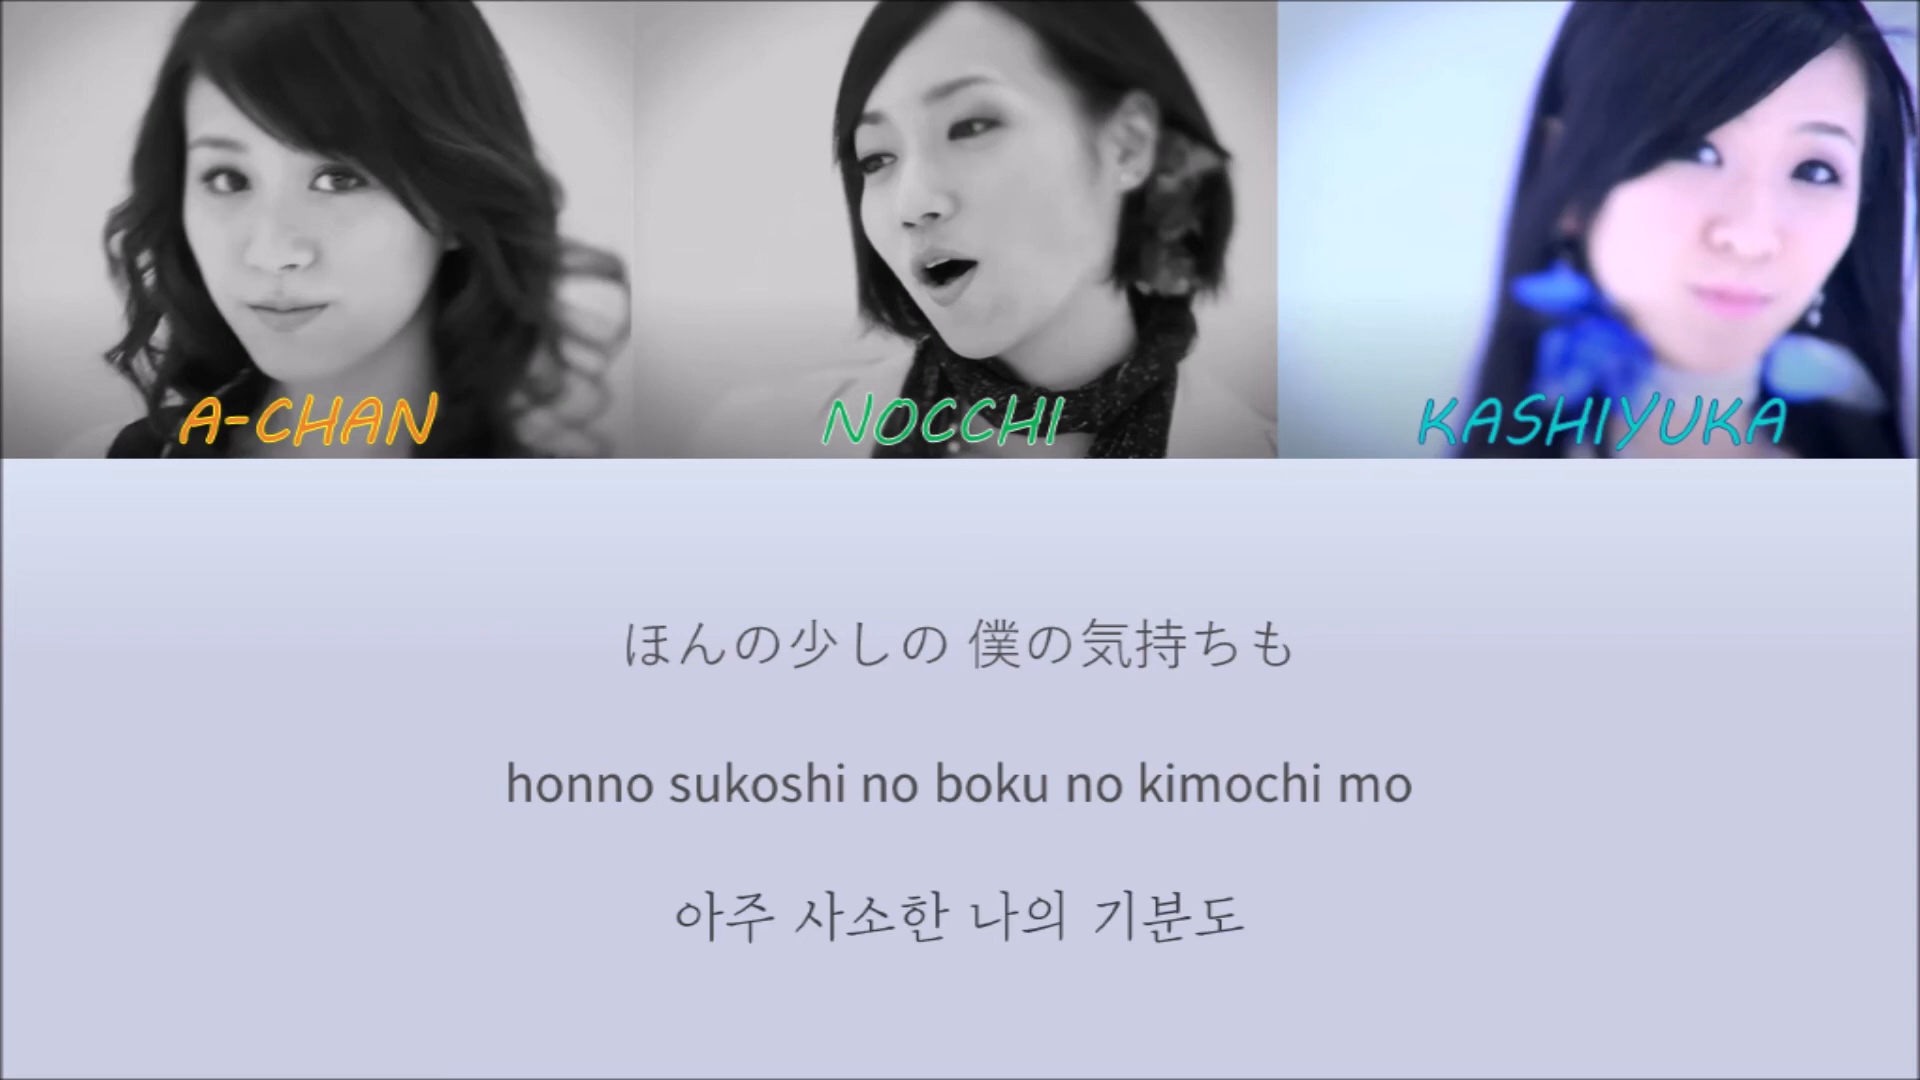 A-CHAN
NOCCHI
KASHIYUKA
ほんの少しの 僕の気持ちも
honno sukoshi no boku no kimochi mo
아주 사소한 나의 기분도